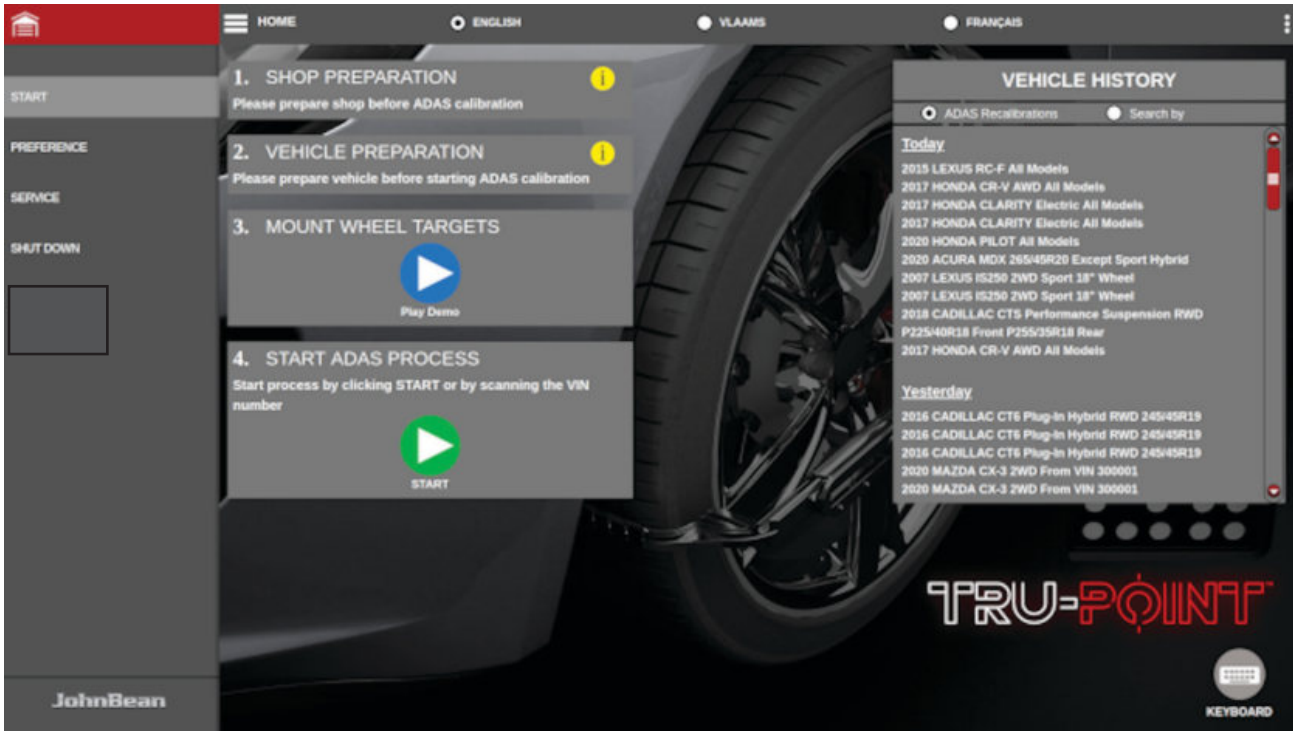 HOME
ENGLISH
VLAAMS
FRANÇAIS
START
PREFERENCE
SERVICE
SHUT DOWN
JohnBean
1. SHOP PREPARATION
i
Please prepare shop before ADAS calibration
2. VEHICLE PREPARATION
i
Please prepare vehicle before starting ADAS calibration
3. MOUNT WHEEL TARGETS
Play Demo
4. START ADAS PROCESS
Start process by clicking START or by scanning the VIN
number
START
VEHICLE HISTORY
ADAS Recalibrations
Search by
Today
2015 LEXUS RC-F All Models
2017 HONDA CR-V AWD All Models
2017 HONDA CLARITY Electric All Models
2017 HONDA CLARITY Electric All Models
2020 HONDA PILOT All Models
2020 ACURA MDX 265/45R20 Except Sport Hybrid
2007 LEXUS IS250 2WD Sport 18" Wheel
2007 LEXUS IS250 2WD Sport 18" Wheel
2018 CADILLAC CTS Performance Suspension RWD
P225/40R18 Front P255/35R18 Rear
2017 HONDA CR-V AWD All Models
Yesterday
2016 CADILLAC CT6 Plug-In Hybrid RWD 245/45R19
2016 CADILLAC CT6 Plug-In Hybrid RWD 245/45R19
2016 CADILLAC CT6 Plug-In Hybrid RWD 245/45R19
2020 MAZDA CX-3 2WD From VIN 300001
2020 MAZDA CX-3 2WD From VIN 300001
TRU-POINT™
KEYBOARD